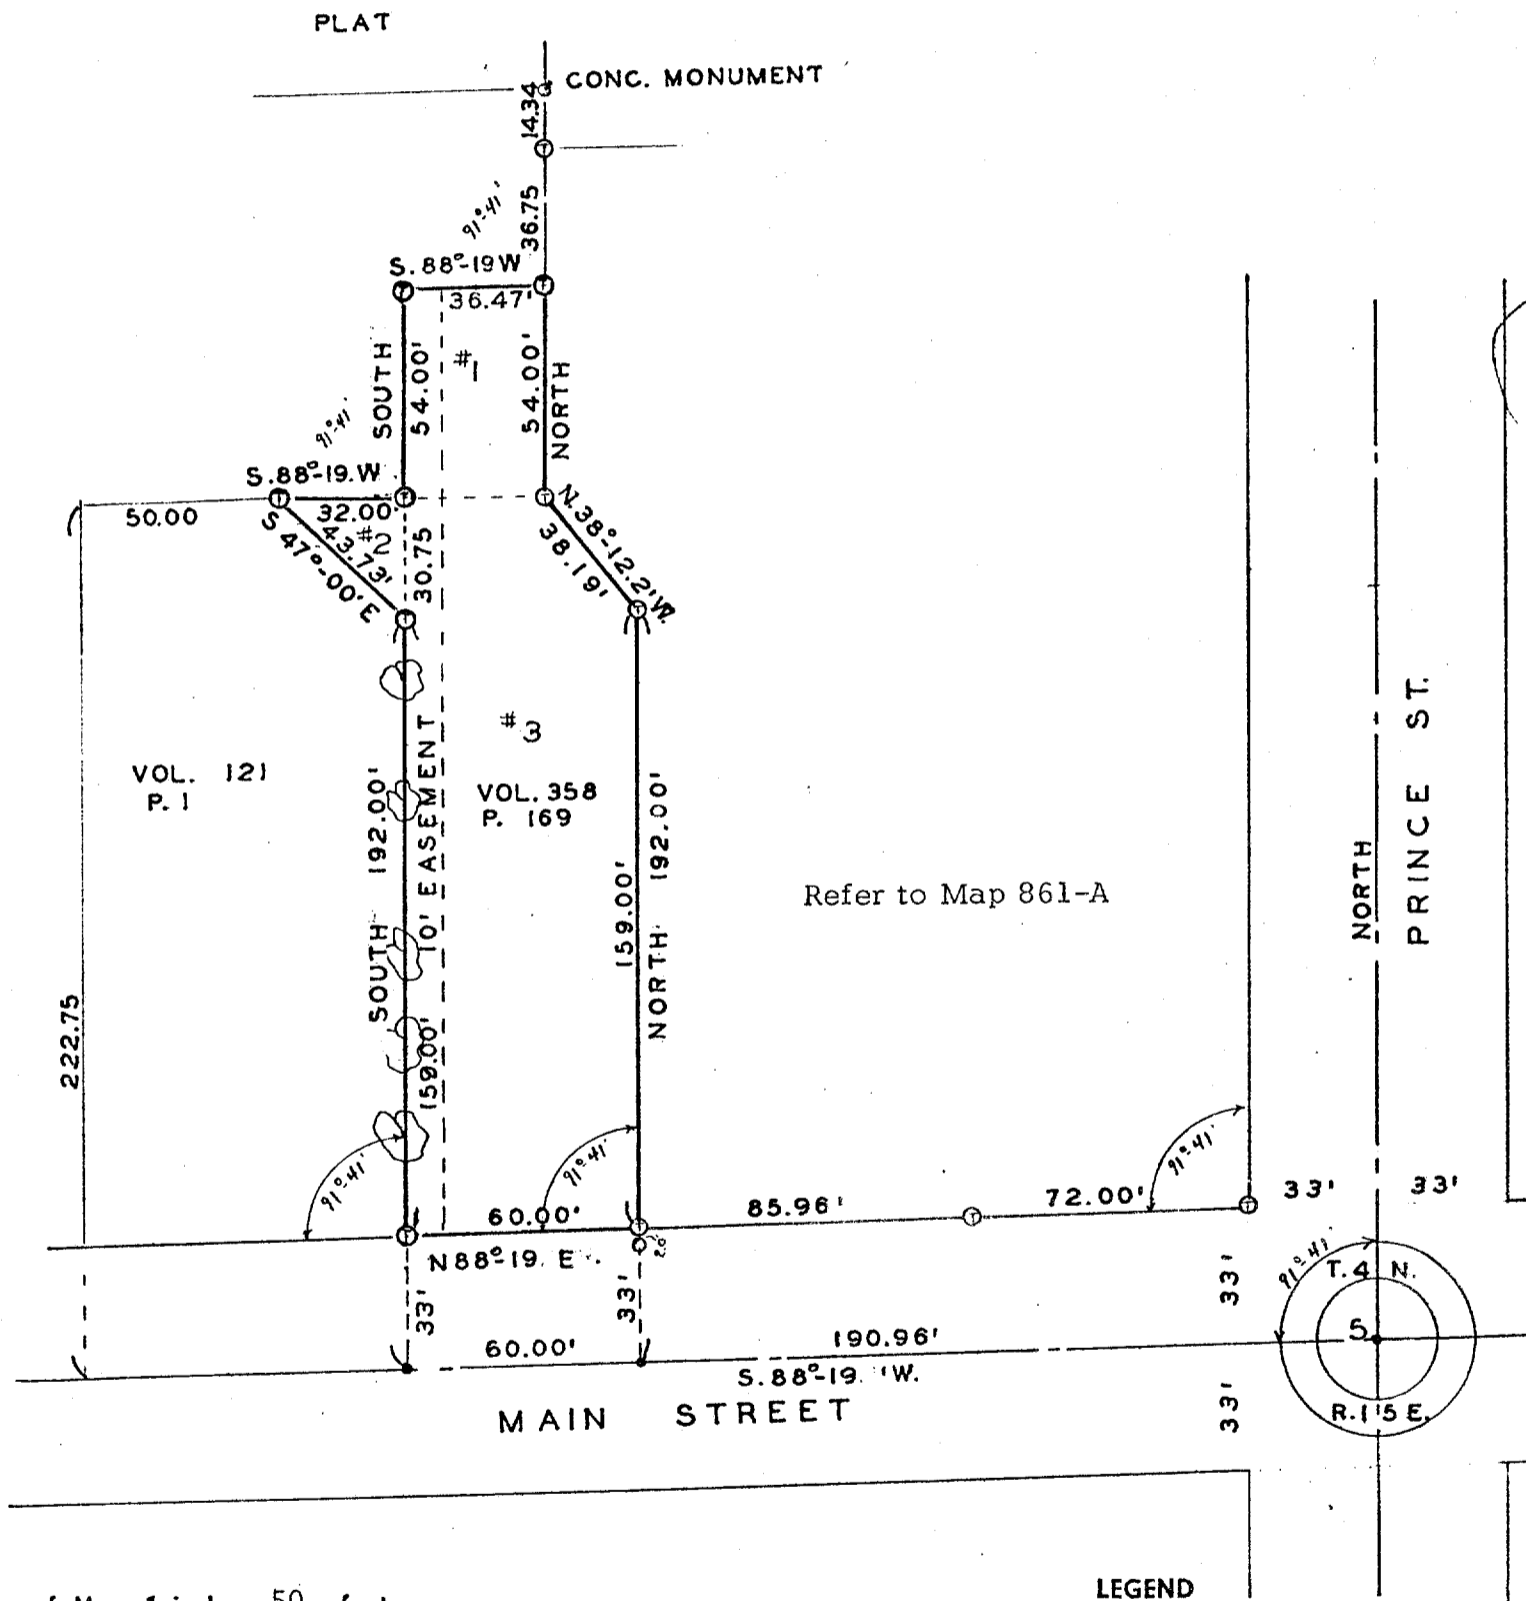 PLAT
CONC. MONUMENT
14.34
36.75
91°-41'
S. 88°-19 W
36.47'
#1
SOUTH
54.00'
54.00'
NORTH
91°-41'
S. 88°-19. W
50.00
32.00'
#2
43.73'
S 47°-00' E
30.75
N. 38°-12.2' W.
38.19'
#3
VOL. 121
P. 1
VOL. 358
P. 169
SOUTH 192.00'
10' EASEMENT
159.00'
159.00'
NORTH 192.00'
Refer to Map 861-A
NORTH
PRINCE ST.
222.75
91°-41'
91°-41'
91°-41'
60.00'
85.96'
72.00'
33'
33'
N 88°-19. E
2.0'
33'
33'
33'
91°-41
T. 4 N.
5
R. 15 E.
60.00'
190.96'
S. 88°-19. 'W.
33'
MAIN STREET
50
LEGEND